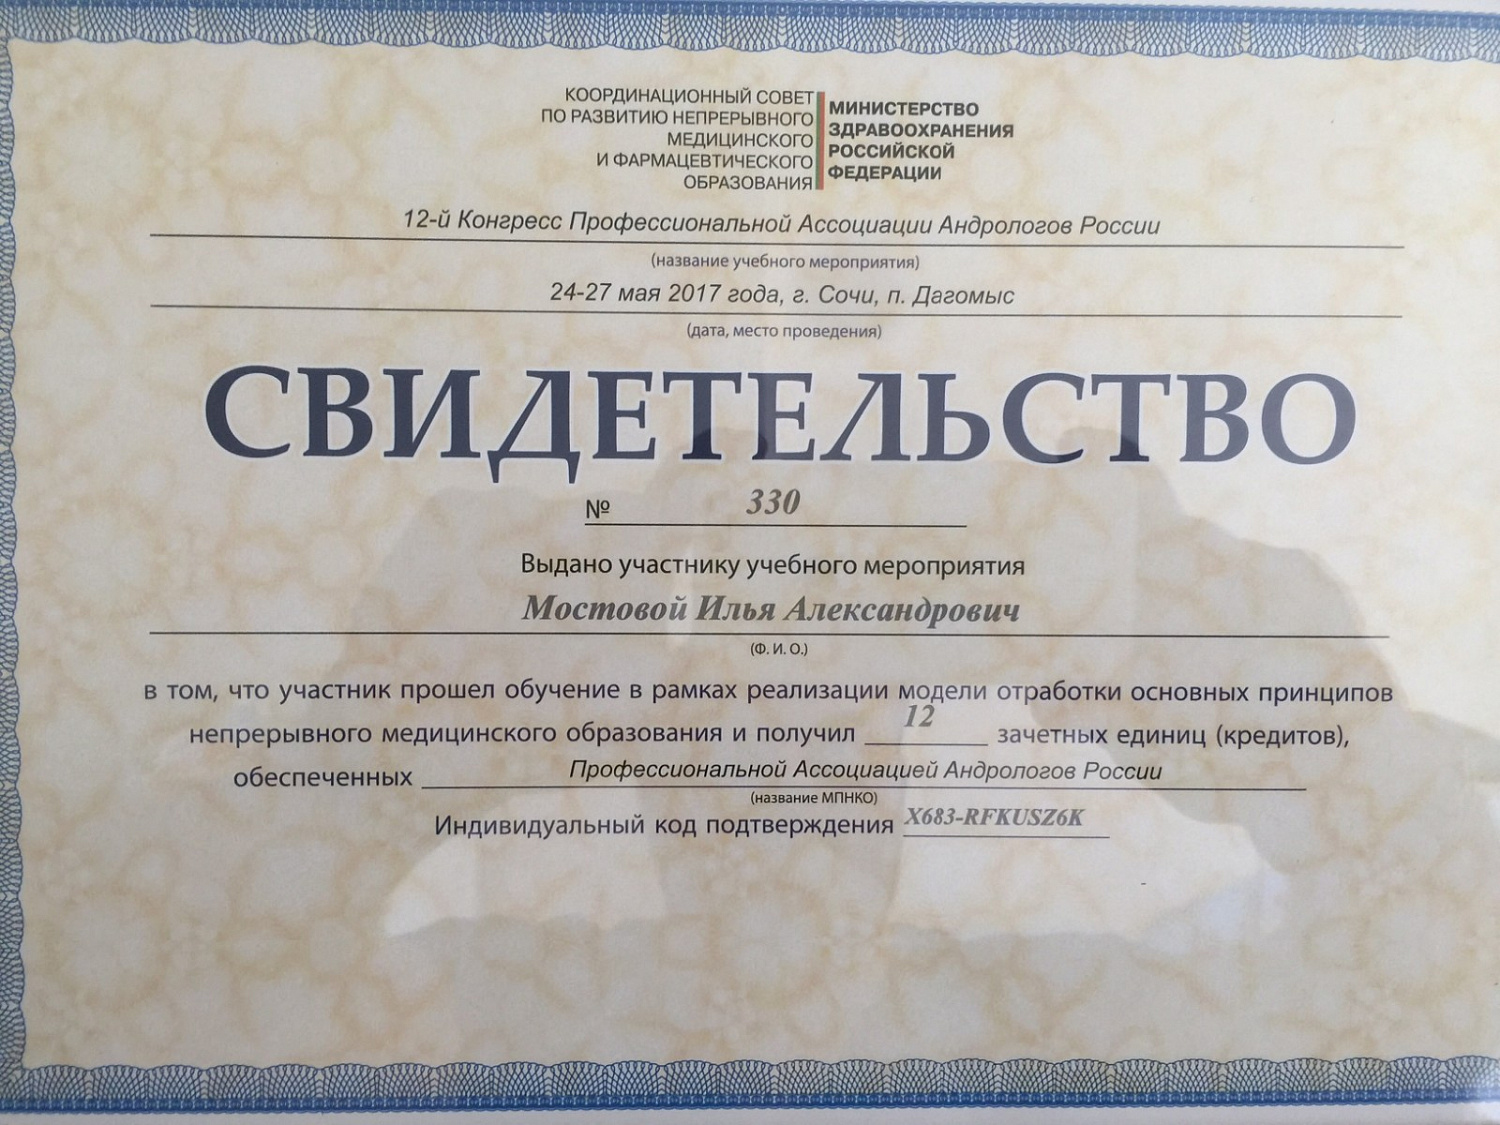 КООРДИНАЦИОННЫЙ СОВЕТ
ПО РАЗВИТИЮ НЕПРЕРЫВНОГО
МЕДИЦИНСКОГО
И ФАРМАЦЕВТИЧЕСКОГО
ОБРАЗОВАНИЯ
МИНИСТЕРСТВО
ЗДРАВООХРАНЕНИЯ
РОССИЙСКОЙ
ФЕДЕРАЦИИ
12-й Конгресс Профессиональной Ассоциации Андрологов России
(название учебного мероприятия)
24-27 мая 2017 года, г. Сочи, п. Дагомыс
(дата, место проведения)
СВИДЕТЕЛЬСТВО
№ 330
Выдано участнику учебного мероприятия
Мостовой Илья Александрович
(Ф. И. О.)
в том, что участник прошел обучение в рамках реализации модели отработки основных принципов
непрерывного медицинского образования и получил 12 зачетных единиц (кредитов),
обеспеченных Профессиональной Ассоциацией Андрологов России
(название МПНКО)
Индивидуальный код подтверждения X683-RFKUSZ6K